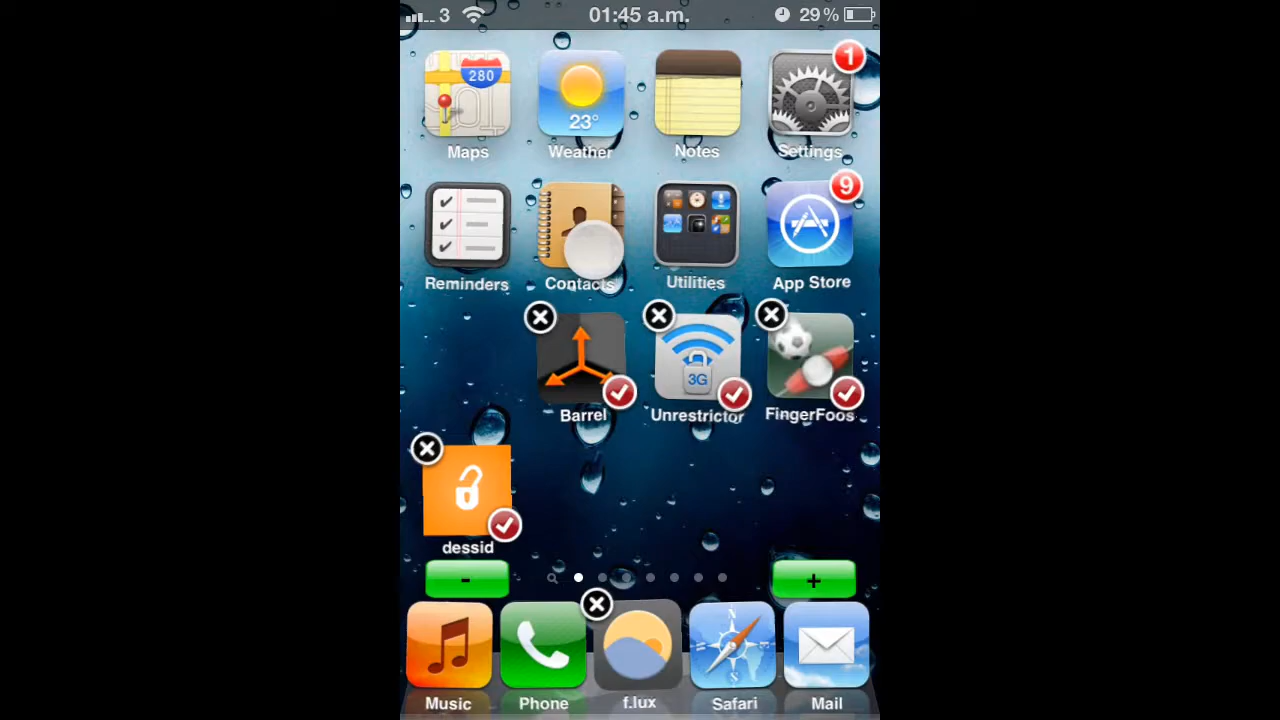 3 01:45 a.m. 29%
280
23°
1
Maps Weather Notes Settings
9
Reminders Contacts Utilities App Store
3G
Barrel Unrestrictor FingerFoos
dessid
- +
Music Phone f.lux Safari Mail